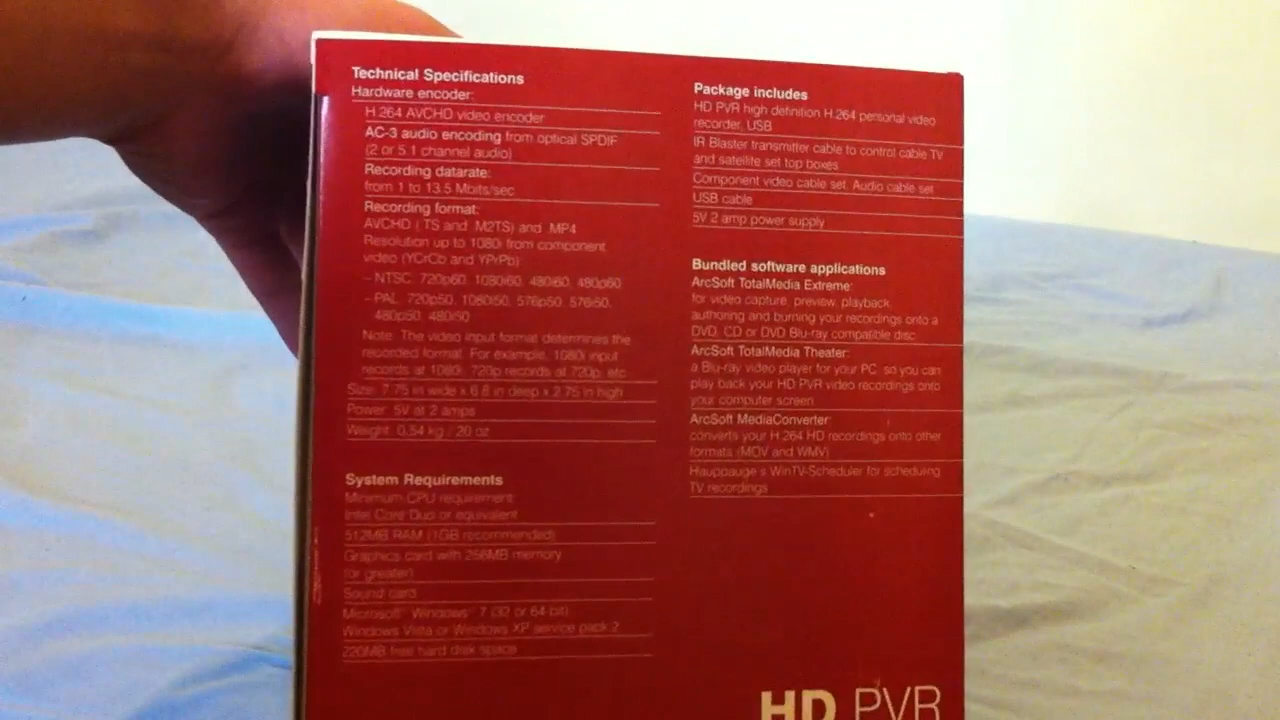 Technical Specifications
Hardware encoder:
H.264 AVCHD video encoder
AC-3 audio encoding from optical SPDIF
(2 or 5.1 channel audio)
Recording datarate:
from 1 to 13.5 Mbits/sec
Recording format:
AVCHD (.TS and .M2TS) and .MP4
Resolution up to 1080i from component
video (YCrCb and YPrPb)
– NTSC: 720p60, 1080i60, 480i60, 480p60
– PAL: 720p50, 1080i50, 576p50, 576i50,
480p50, 480i50
Note: The video input format determines the
recorded format. For example, 1080i input
records at 1080i, 720p records at 720p, etc
Size: 7.75 in wide x 6.8 in deep x 2.75 in high
Power: 5V at 2 amps
Weight: 0.54 kg / 20 oz
System Requirements
Minimum CPU requirement:
Intel Core Duo or equivalent
512MB RAM (1GB recommended)
Graphics card with 256MB memory
(or greater)
Sound card
Microsoft® Windows® 7 (32 or 64-bit)
Windows Vista or Windows XP service pack 2
220MB free hard disk space
Package includes
HD PVR high definition H.264 personal video
recorder, USB
IR Blaster transmitter cable to control cable TV
and satellite set top boxes
Component video cable set. Audio cable set.
USB cable
5V 2 amp power supply
Bundled software applications
ArcSoft TotalMedia Extreme:
for video capture, preview, playback,
authoring and burning your recordings onto a
DVD, CD or DVD Blu-ray compatible disc
ArcSoft TotalMedia Theater:
a Blu-ray video player for your PC, so you can
play back your HD PVR video recordings onto
your computer screen
ArcSoft MediaConverter:
converts your H.264 HD recordings onto other
formats (MOV and WMV)
Hauppauge's WinTV-Scheduler for scheduling
TV recordings
HD PVR